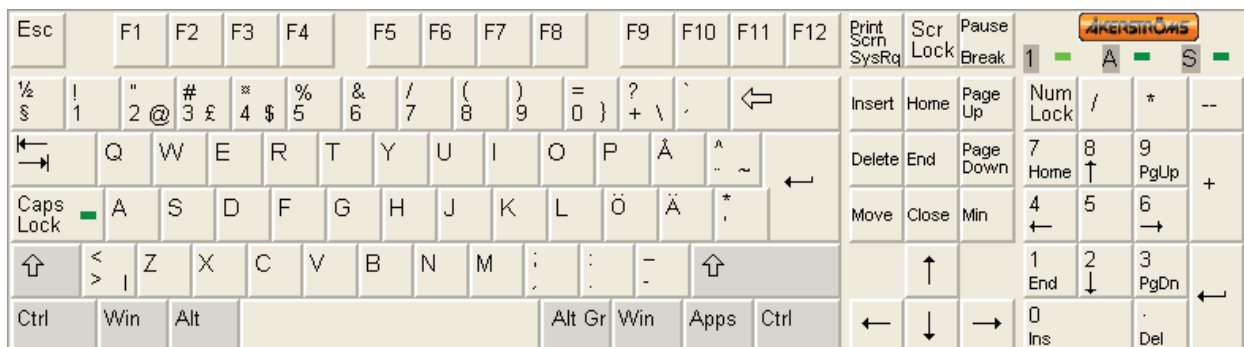 Esc F1 F2 F3 F4 F5 F6 F7 F8 F9 F10 F11 F12 Print Scrn SysRq Scr Lock Pause Break ÅKERSTRÖMS
1 A S
½ § ! 1 " 2 @ # 3 £ ¤ 4 $ % 5 & 6 / 7 ( 8 ) 9 = 0 } ? + \ ` ´ Insert Home Page Up Num Lock / * --
Q W E R T Y U I O P Å ^ ¨ ~ Delete End Page Down 7 Home 8 ↑ 9 PgUp +
Caps Lock A S D F G H J K L Ö Ä * ' Move Close Min 4 ← 5 6 →
⇧ < > | Z X C V B N M ; , : . _ - ⇧ ↑ 1 End 2 ↓ 3 PgDn
Ctrl Win Alt Alt Gr Win Apps Ctrl ← ↓ → 0 Ins . Del